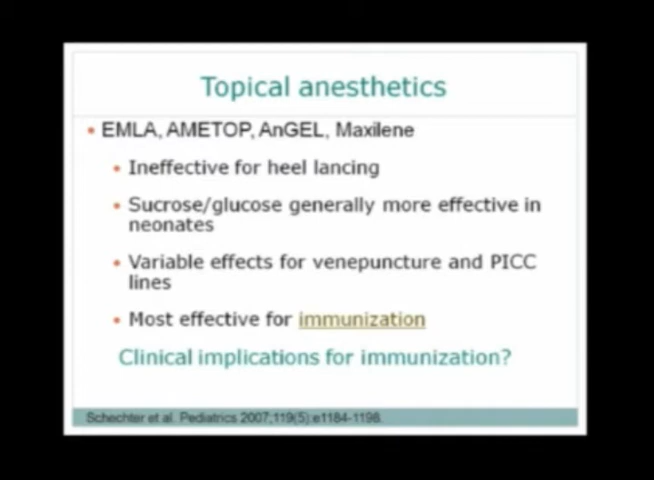 Topical anesthetics
• EMLA, AMETOP, AnGEL, Maxilene
• Ineffective for heel lancing
• Sucrose/glucose generally more effective in
neonates
• Variable effects for venepuncture and PICC
lines
• Most effective for immunization
Clinical implications for immunization?
Schechter et al. Pediatrics 2007;119(5):e1184-1198.